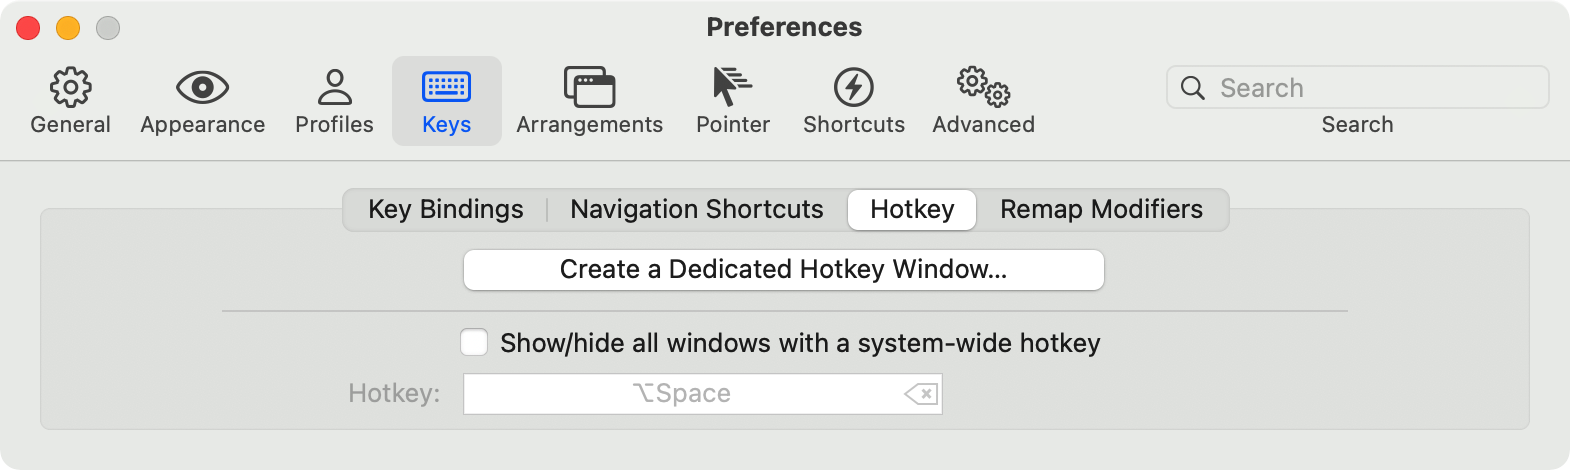 Preferences
General
Appearance
Profiles
Keys
Arrangements
Pointer
Shortcuts
Advanced
Search
Search
Key Bindings
Navigation Shortcuts
Hotkey
Remap Modifiers
Create a Dedicated Hotkey Window...
Show/hide all windows with a system-wide hotkey
Hotkey: ⌥Space